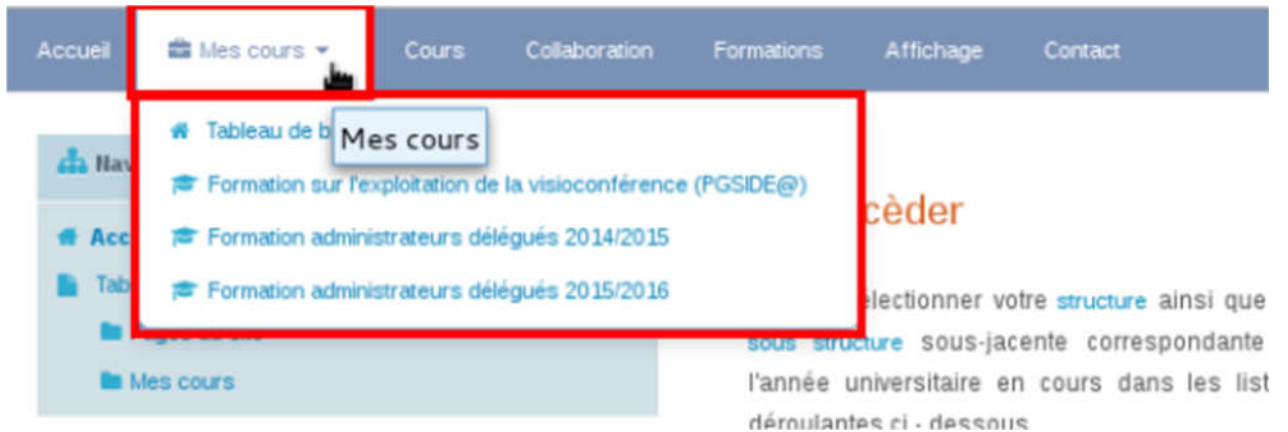 Accueil Mes cours Cours Collaboration Formations Affichage Contact
Tableau de b
Mes cours
Nav
Formation sur l'exploitation de la visioconférence (PGSIDE@)
cèder
Acc
Formation administrateurs délégués 2014/2015
Tab
Formation administrateurs délégués 2015/2016
électionner votre structure ainsi que
sous structure sous-jacente correspondante
Mes cours
l'année universitaire en cours dans les list
déroulantes ci - dessous